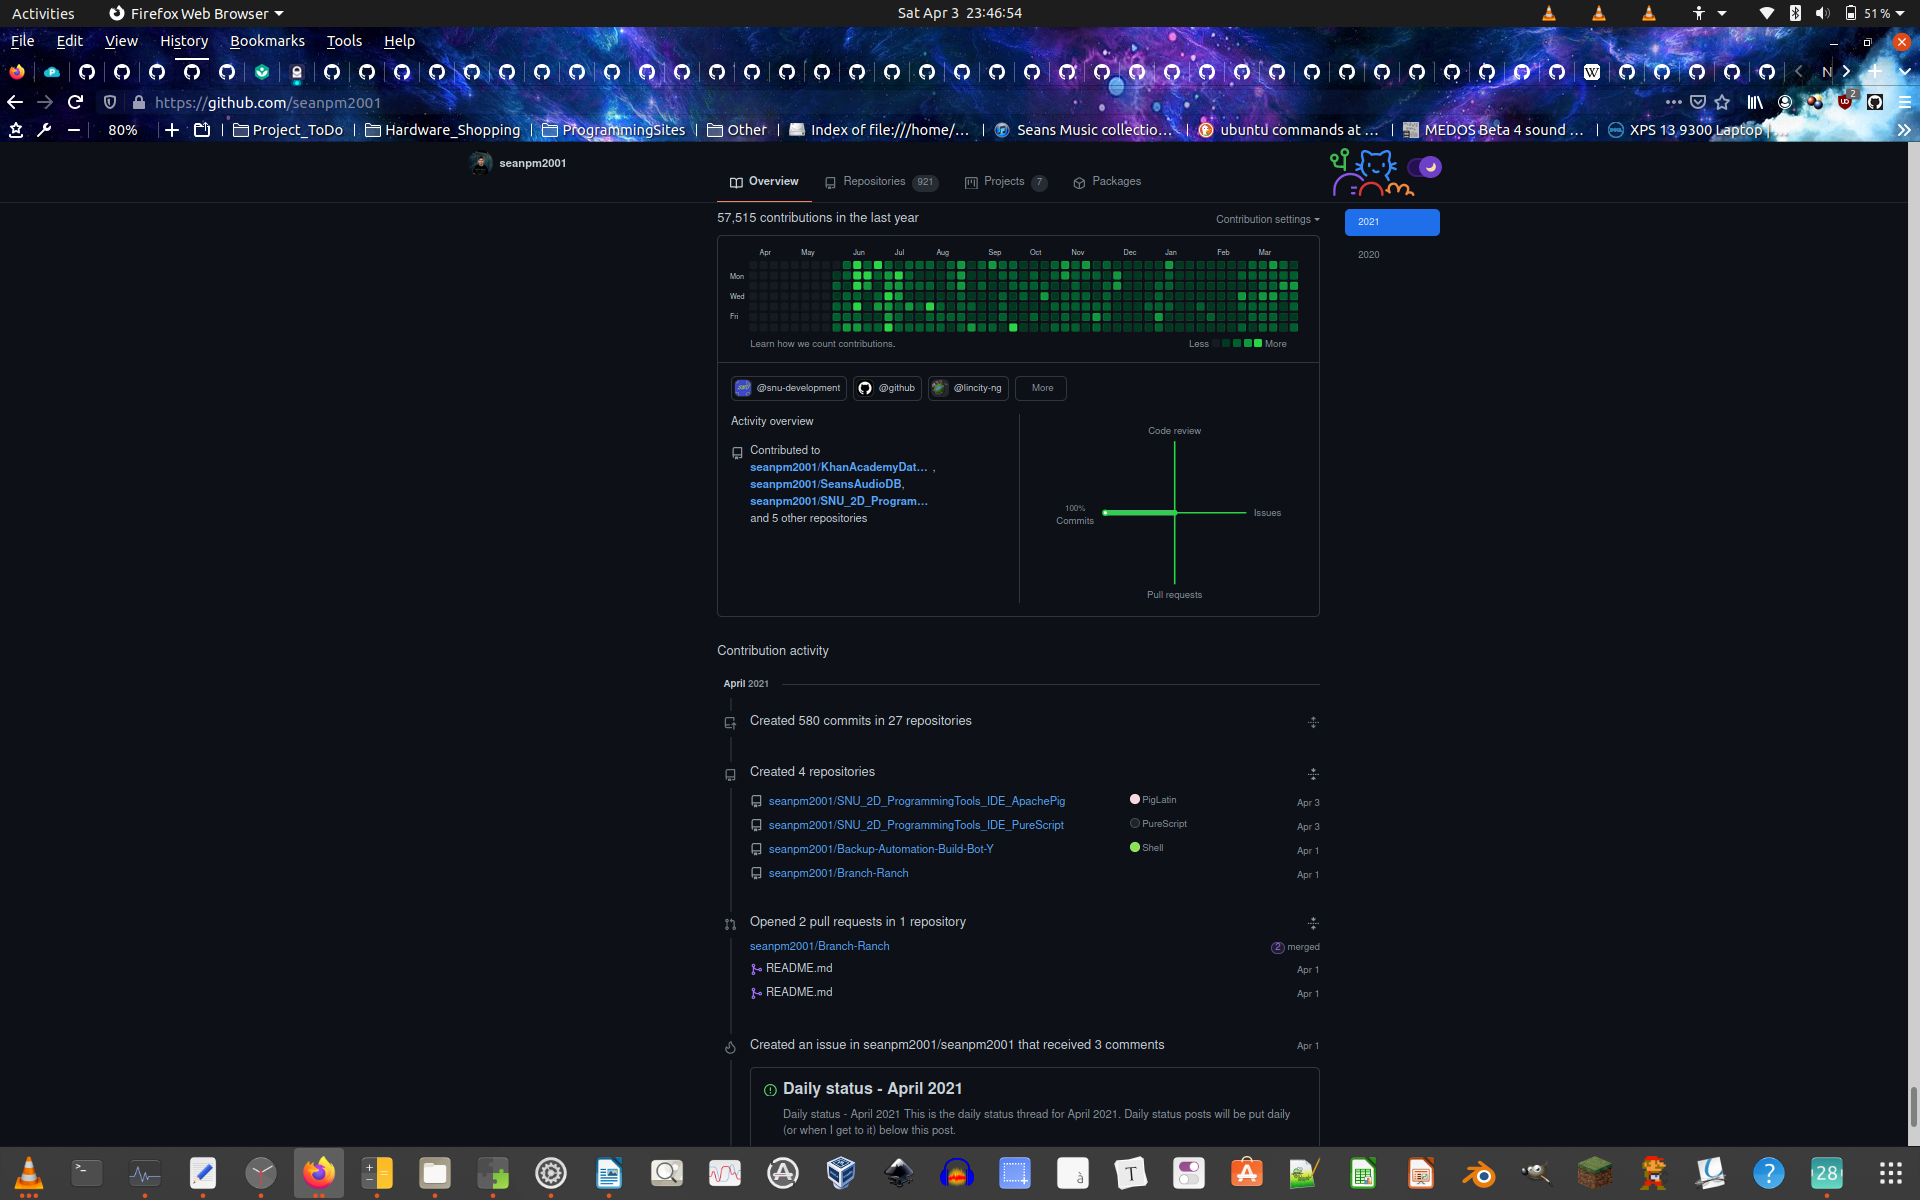 Activities
Firefox Web Browser
Sat Apr 3 23:46:54
51 %
File Edit View History Bookmarks Tools Help
N
https://github.com/seanpm2001
2
80%
Project_ToDo
Hardware_Shopping
ProgrammingSites
Other
Index of file:///home/...
Seans Music collectio...
ubuntu commands at ...
MEDOS Beta 4 sound ...
XPS 13 9300 Laptop | ...
seanpm2001
Overview
Repositories 921
Projects 7
Packages
57,515 contributions in the last year
Contribution settings
2021
2020
Apr May Jun Jul Aug Sep Oct Nov Dec Jan Feb Mar
Mon
Wed
Fri
Learn how we count contributions.
Less More
@snu-development
@github
@lincity-ng
More
Activity overview
Contributed to
seanpm2001/KhanAcademyDat... ,
seanpm2001/SeansAudioDB,
seanpm2001/SNU_2D_Program...
and 5 other repositories
Code review
100%
Commits
Issues
Pull requests
Contribution activity
April 2021
Created 580 commits in 27 repositories
Created 4 repositories
seanpm2001/SNU_2D_ProgrammingTools_IDE_ApachePig PigLatin Apr 3
seanpm2001/SNU_2D_ProgrammingTools_IDE_PureScript PureScript Apr 3
seanpm2001/Backup-Automation-Build-Bot-Y Shell Apr 1
seanpm2001/Branch-Ranch Apr 1
Opened 2 pull requests in 1 repository
seanpm2001/Branch-Ranch 2 merged
README.md Apr 1
README.md Apr 1
Created an issue in seanpm2001/seanpm2001 that received 3 comments Apr 1
Daily status - April 2021
Daily status - April 2021 This is the daily status thread for April 2021. Daily status posts will be put daily
(or when I get to it) below this post.
28